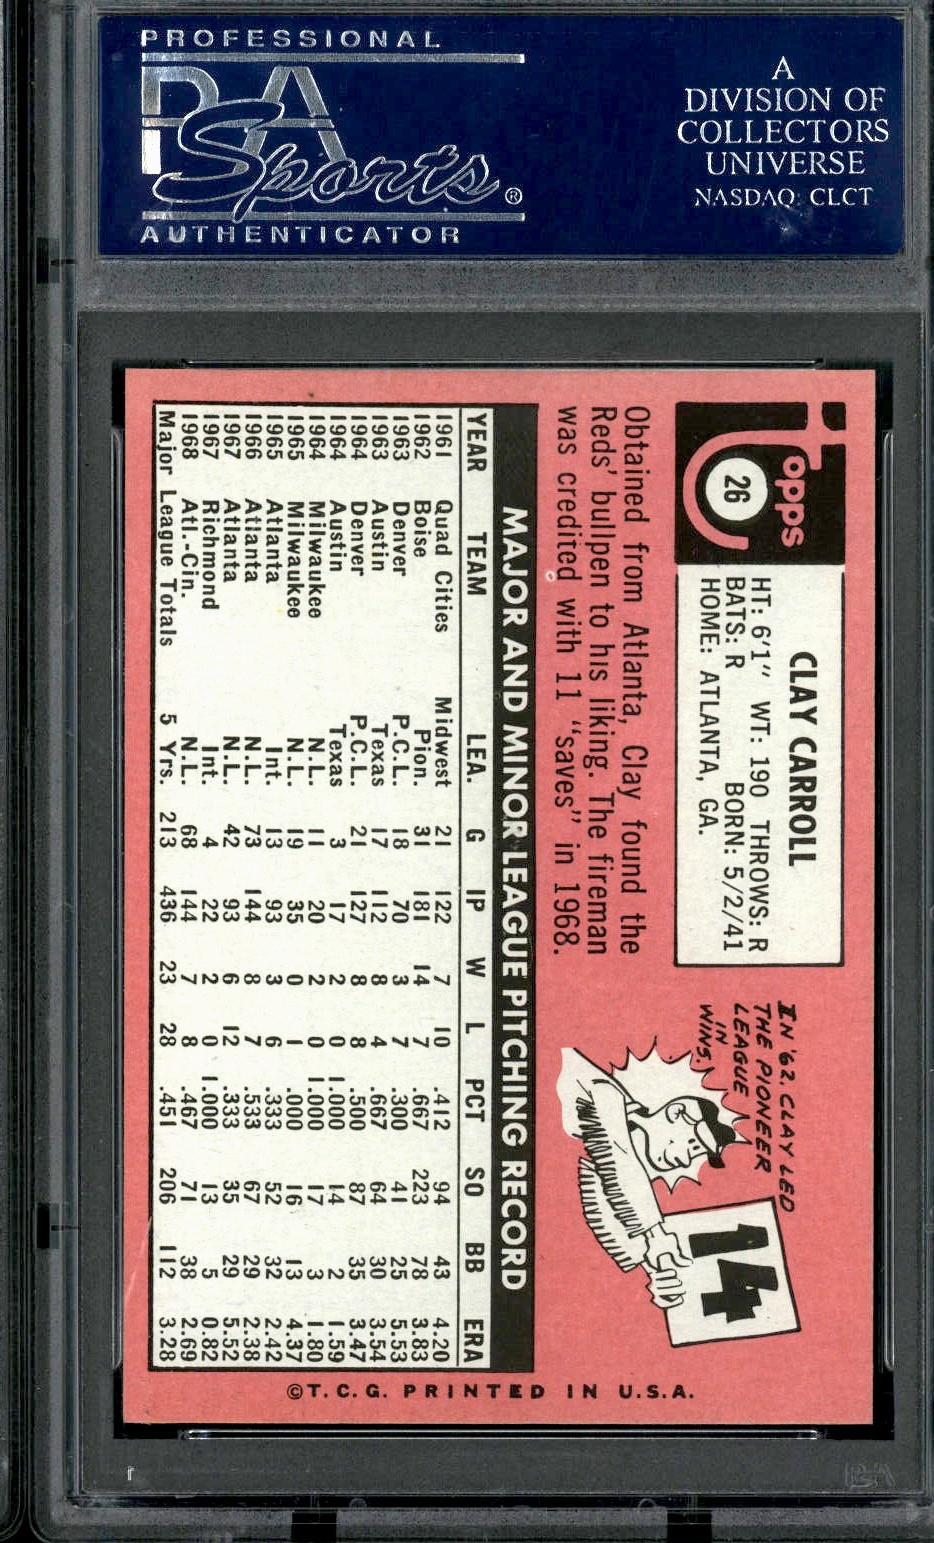 PROFESSIONAL
PSA
Sports®
AUTHENTICATOR
A
DIVISION OF
COLLECTORS
UNIVERSE
NASDAQ: CLCT
Topps
26
CLAY CARROLL
HT: 6'1" WT: 190 THROWS: R
BATS: R BORN: 5/2/41
HOME: ATLANTA, GA.
IN '62, CLAY LED
THE PIONEER
LEAGUE
IN
WINS.
14
Obtained from Atlanta, Clay found the
Reds' bullpen to his liking. The fireman
was credited with 11 "saves" in 1968.
MAJOR AND MINOR LEAGUE PITCHING RECORD
YEAR TEAM LEA. G IP W L PCT SO BB ERA
1961 Quad Cities Midwest 21 122 7 10 .412 94 43 4.20
1962 Boise Pion. 31 181 14 7 .667 223 78 3.83
1963 Denver P.C.L. 18 70 3 7 .300 41 25 5.53
1963 Austin Texas 17 112 8 4 .667 64 30 3.54
1964 Denver P.C.L. 21 127 8 8 .500 87 35 3.47
1964 Austin Texas 3 17 2 0 1.000 14 2 1.59
1964 Milwaukee N.L. 11 20 2 0 1.000 17 3 1.80
1965 Milwaukee N.L. 19 35 0 1 .000 16 13 4.37
1965 Atlanta Int. 13 93 3 6 .333 52 32 2.42
1966 Atlanta N.L. 73 144 8 7 .533 67 29 2.38
1967 Atlanta N.L. 42 93 6 12 .333 35 29 5.52
1967 Richmond Int. 4 22 2 0 1.000 13 5 0.82
1968 Atl.-Cin. N.L. 68 144 7 8 .467 71 38 2.69
Major League Totals 5 Yrs. 213 436 23 28 .451 206 112 3.28
©T.C.G. PRINTED IN U.S.A.
PSA